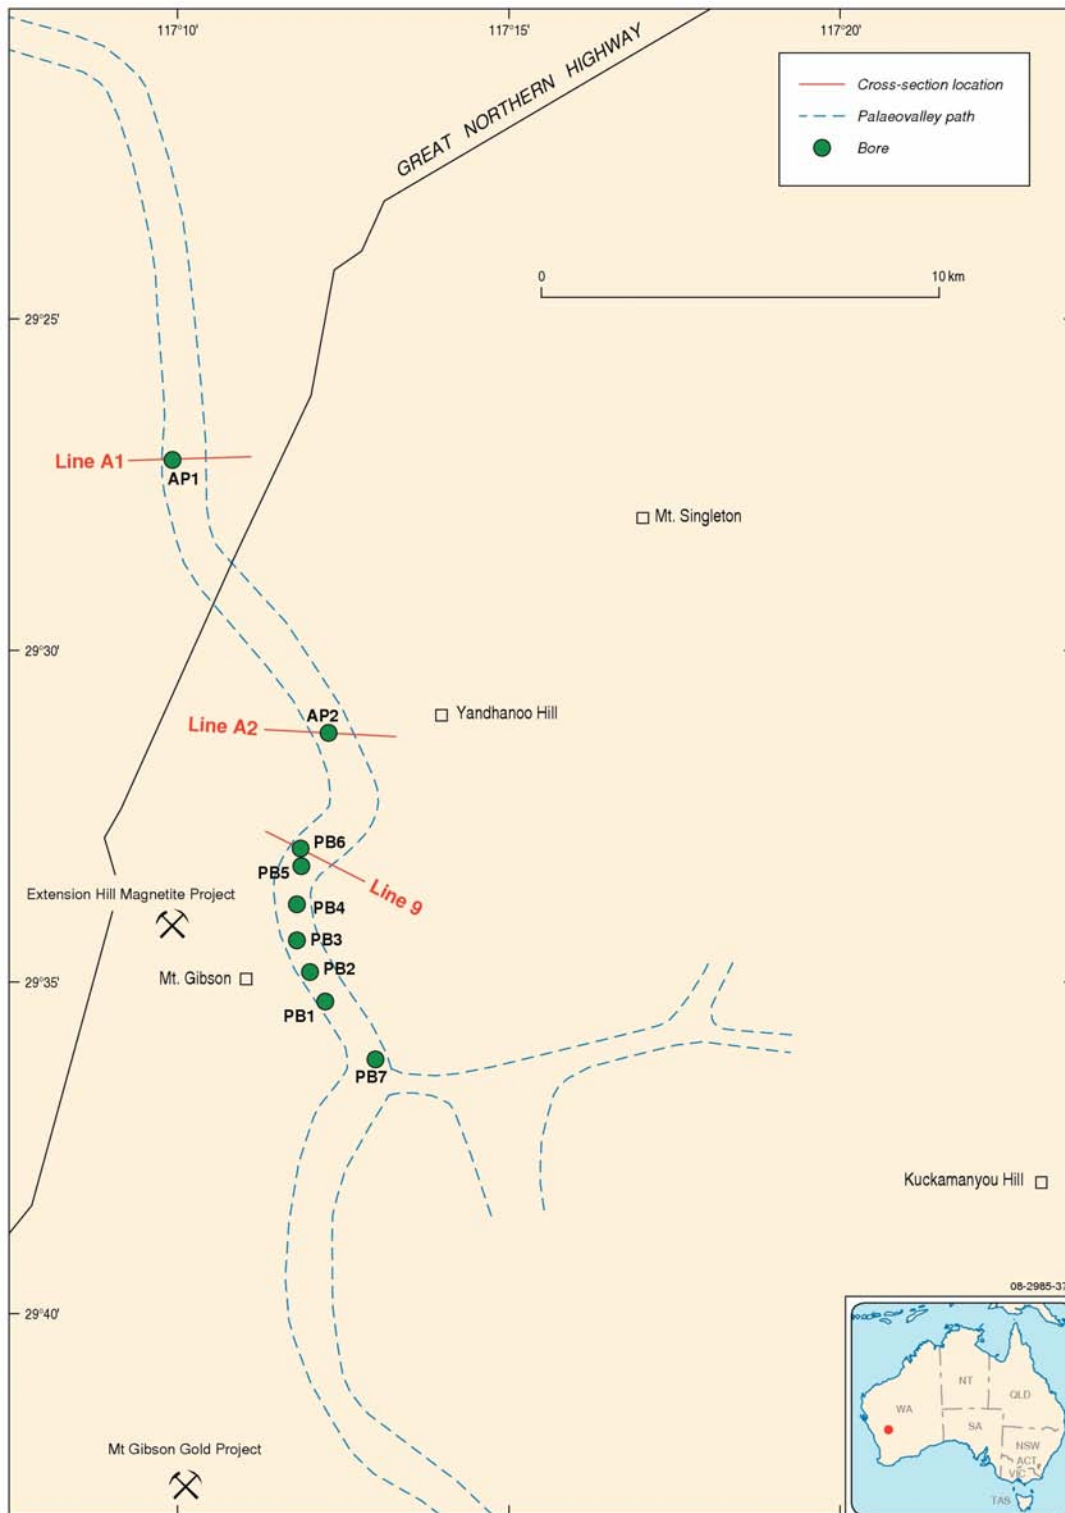 117°10'
117°15'
117°20'
GREAT NORTHERN HIGHWAY
Cross-section location
Palaeovalley path
Bore
0
10 km
29°25'
Line A1
AP1
Mt. Singleton
29°30'
AP2
Yandhanoo Hill
Line A2
PB6
PB5
Line 9
Extension Hill Magnetite Project
PB4
PB3
Mt. Gibson
PB2
29°35'
PB1
PB7
Kuckamanyou Hill
08-2985-37
29°40'
NT
QLD
WA
SA
NSW
ACT
VIC
TAS
Mt Gibson Gold Project